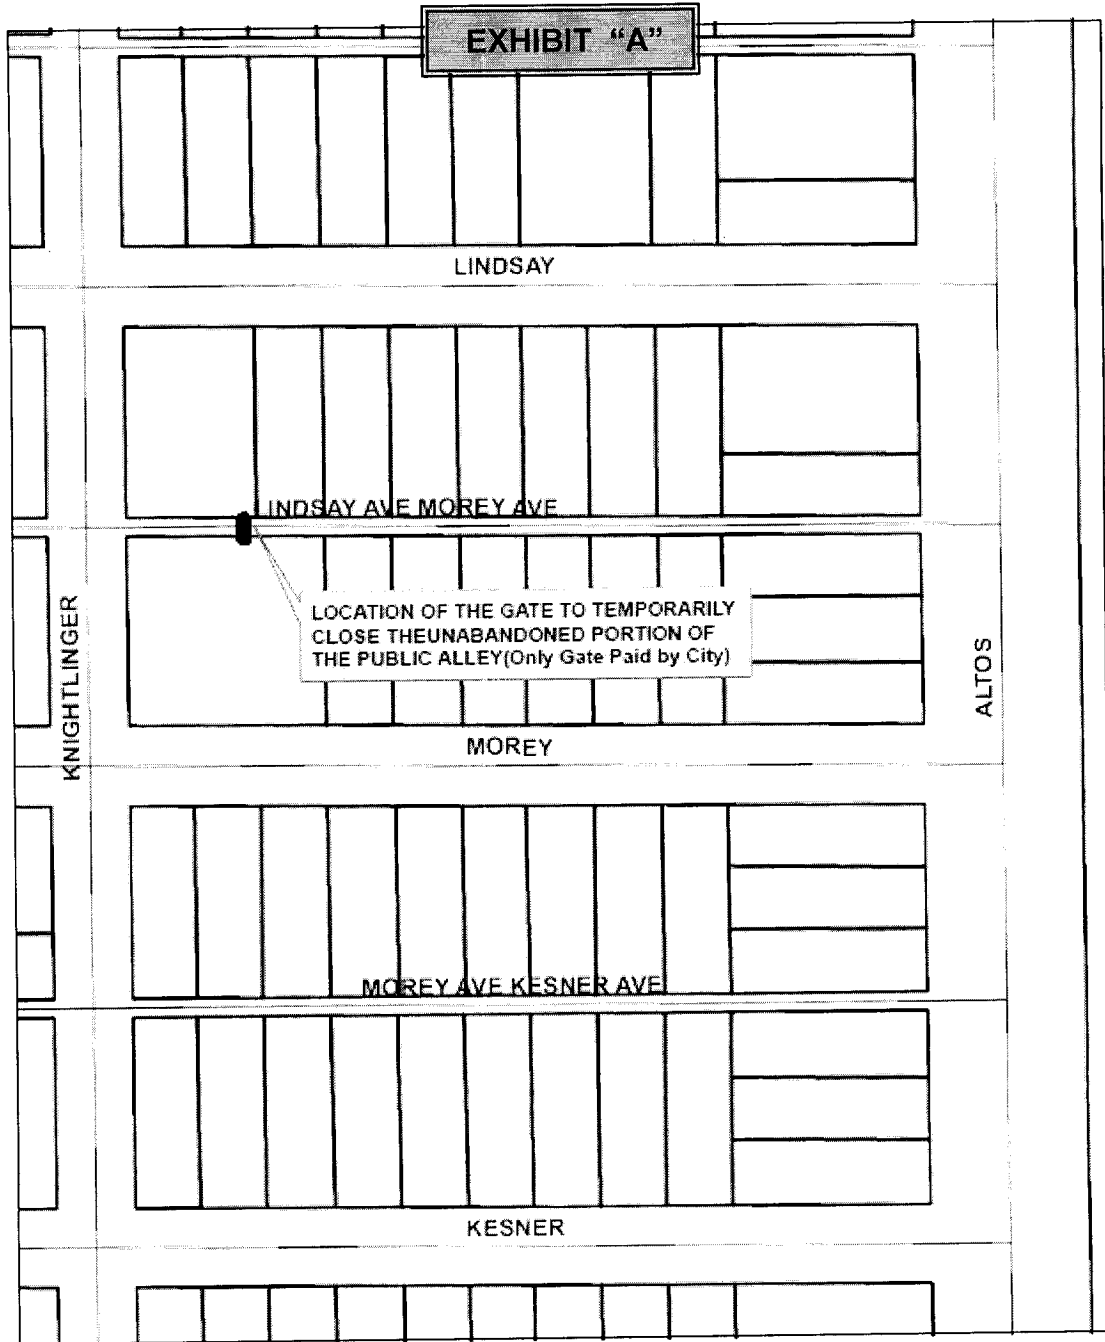 EXHIBIT "A"
LINDSAY
INDSAY AVE MOREY AVE
LOCATION OF THE GATE TO TEMPORARILY
CLOSE THEUNABANDONED PORTION OF
THE PUBLIC ALLEY(Only Gate Paid by City)
KNIGHTLINGER
ALTOS
MOREY
MOREY AVE KESNER AVE
KESNER